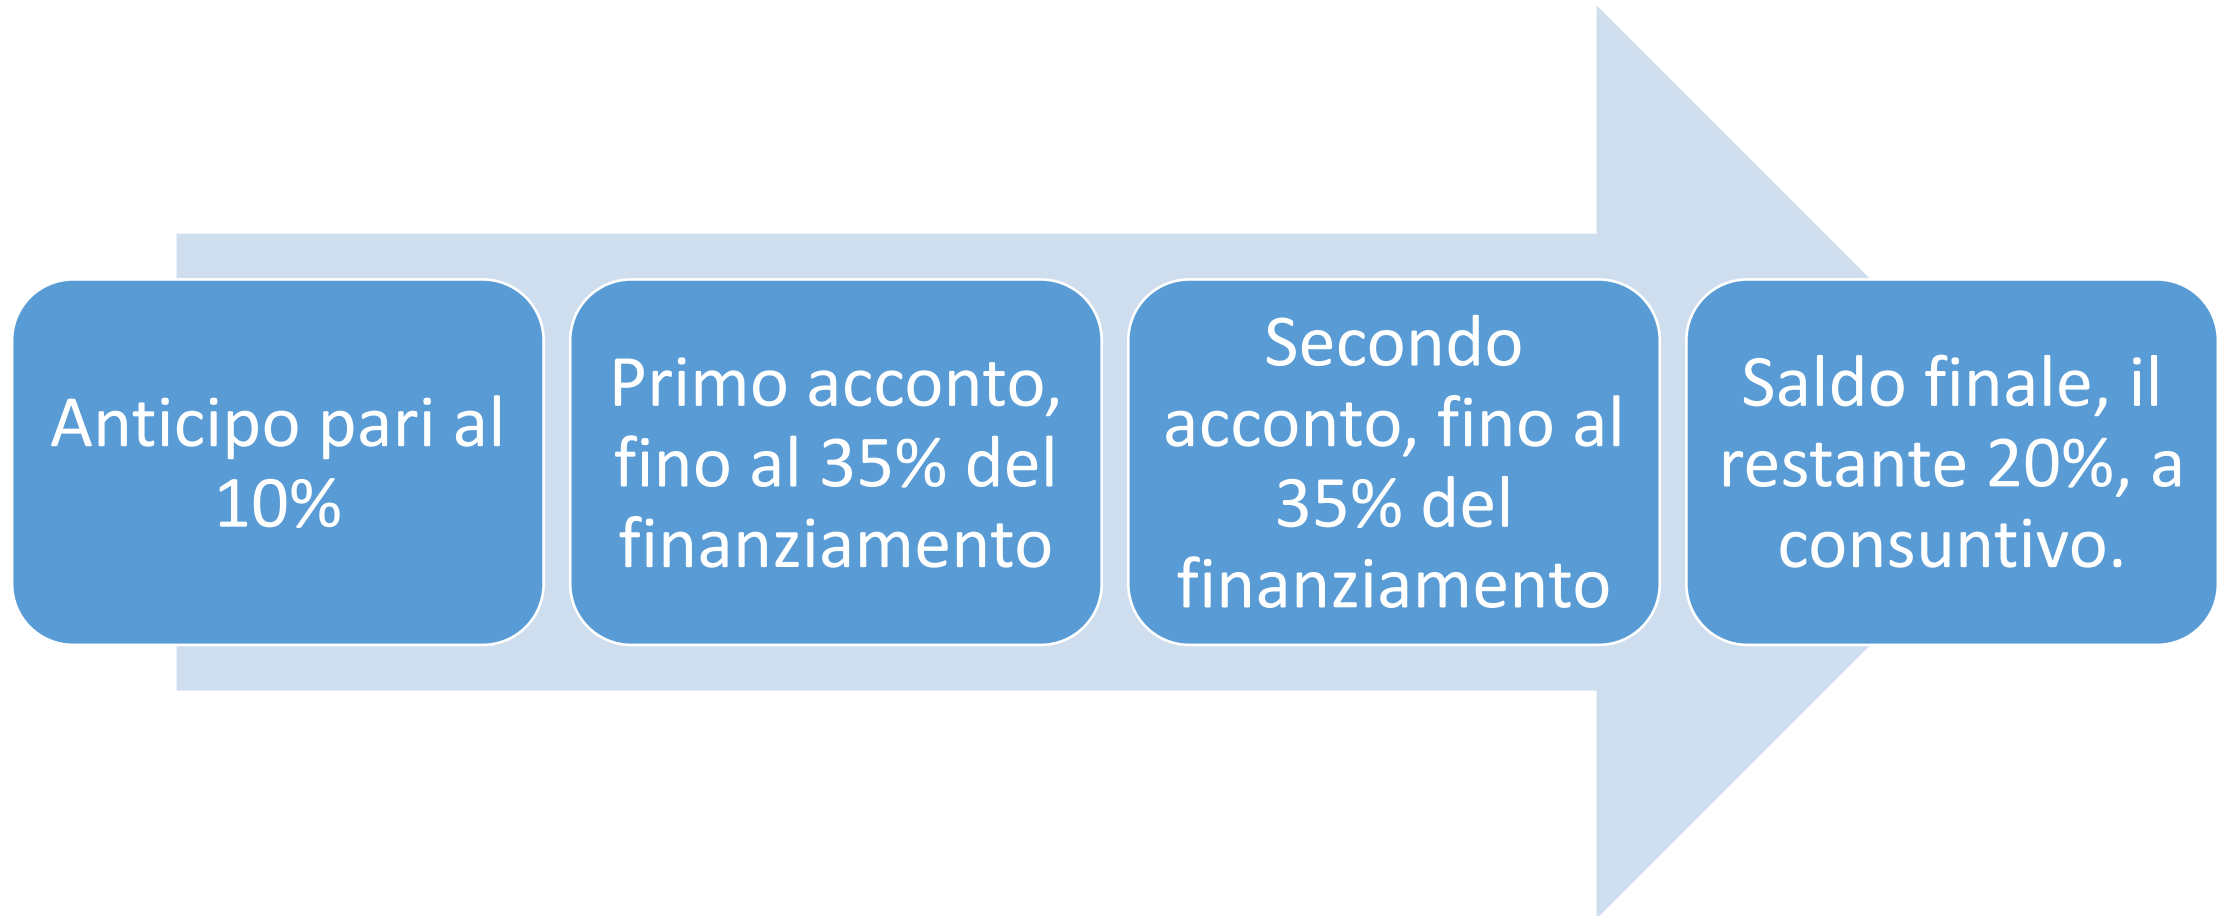 Anticipo pari al
10%
Primo acconto,
fino al 35% del
finanziamento
Secondo
acconto, fino al
35% del
finanziamento
Saldo finale, il
restante 20%, a
consuntivo.